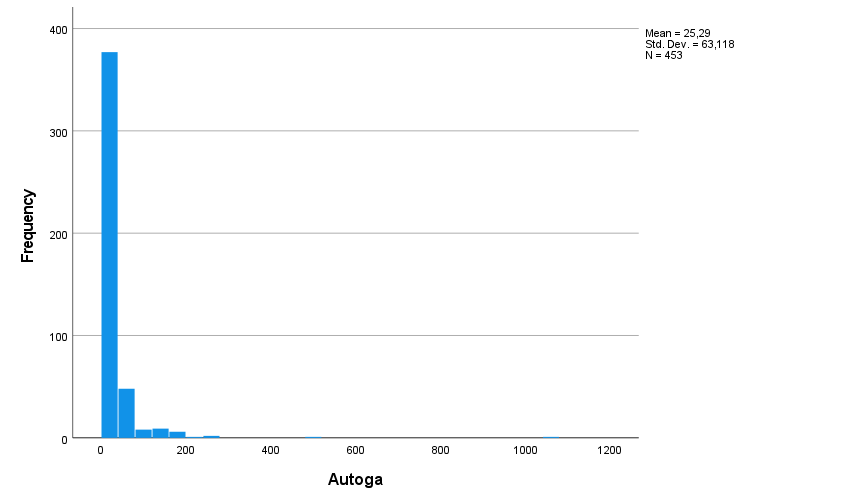 Mean = 25,29
Std. Dev. = 63,118
N = 453
400
300
200
100
0
Frequency
0 200 400 600 800 1000 1200
Autoga